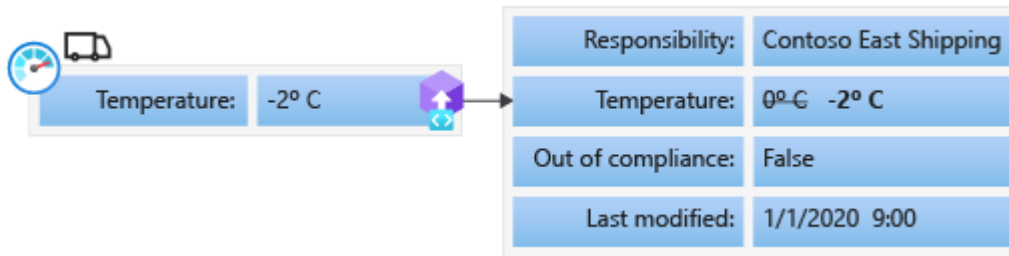 Temperature: -2º C
Responsibility: Contoso East Shipping
Temperature: 0º C -2º C
Out of compliance: False
Last modified: 1/1/2020 9:00